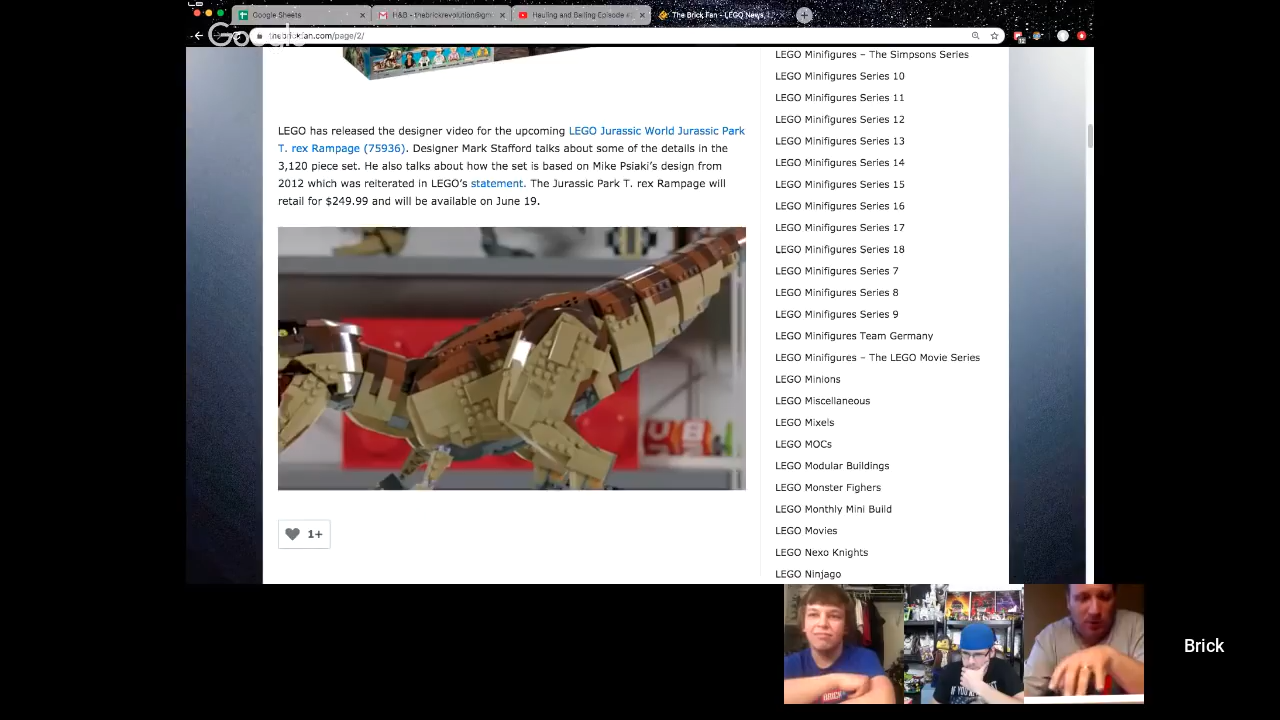 Google Sheets
H&B - thebrickrevolution@gm
Hauling and Bailing Episode #
The Brick Fan - LEGO News,
Google
thebrickfan.com/page/2/
LEGO has released the designer video for the upcoming LEGO Jurassic World Jurassic Park
T. rex Rampage (75936). Designer Mark Stafford talks about some of the details in the
3,120 piece set. He also talks about how the set is based on Mike Psiaki's design from
2012 which was reiterated in LEGO's statement. The Jurassic Park T. rex Rampage will
retail for $249.99 and will be available on June 19.
1+
LEGO Minifigures – The Simpsons Series
LEGO Minifigures Series 10
LEGO Minifigures Series 11
LEGO Minifigures Series 12
LEGO Minifigures Series 13
LEGO Minifigures Series 14
LEGO Minifigures Series 15
LEGO Minifigures Series 16
LEGO Minifigures Series 17
LEGO Minifigures Series 18
LEGO Minifigures Series 7
LEGO Minifigures Series 8
LEGO Minifigures Series 9
LEGO Minifigures Team Germany
LEGO Minifigures – The LEGO Movie Series
LEGO Minions
LEGO Miscellaneous
LEGO Mixels
LEGO MOCs
LEGO Modular Buildings
LEGO Monster Fighers
LEGO Monthly Mini Build
LEGO Movies
LEGO Nexo Knights
LEGO Ninjago
Brick